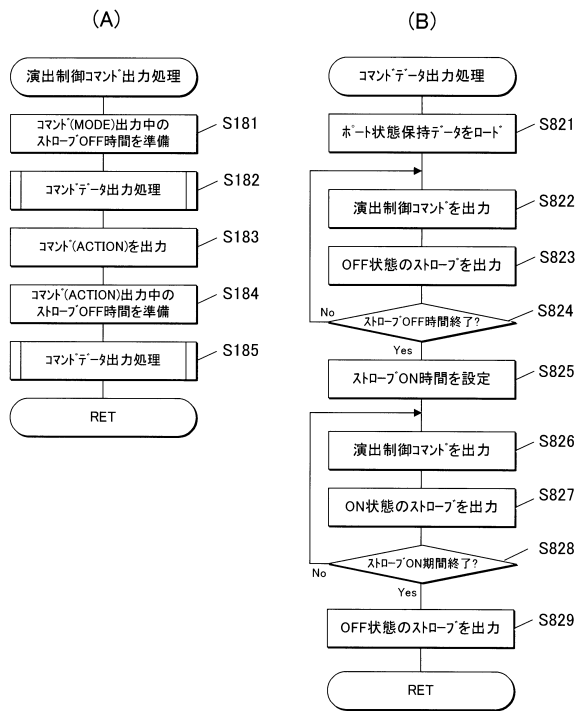 (A)
演出制御コマンド出力処理
コマンド(MODE)出力中の
ストローブOFF時間を準備
S181
コマンドデータ出力処理
S182
コマンド(ACTION)を出力
S183
コマンド(ACTION)出力中の
ストローブOFF時間を準備
S184
コマンドデータ出力処理
S185
RET
(B)
コマンドデータ出力処理
ポート状態保持データをロード
S821
演出制御コマンドを出力
S822
OFF状態のストローブを出力
S823
ストローブOFF時間終了?
S824
No
Yes
ストローブON時間を設定
S825
演出制御コマンドを出力
S826
ON状態のストローブを出力
S827
ストローブON期間終了?
S828
No
Yes
OFF状態のストローブを出力
S829
RET